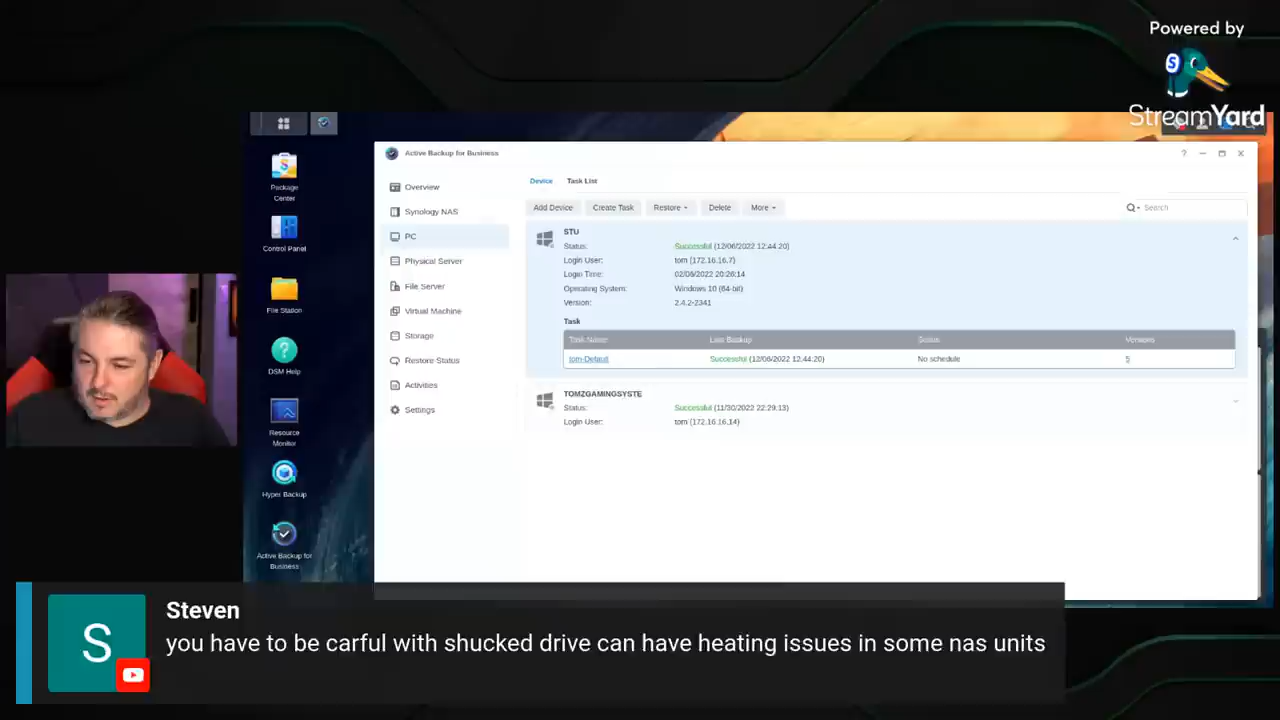 Powered by
StreamYard
Active Backup for Business
Package
Center
Control Panel
File Station
DSM Help
Resource
Monitor
Hyper Backup
Active Backup for
Business
Overview
Synology NAS
PC
Physical Server
File Server
Virtual Machine
Storage
Restore Status
Activities
Settings
Device Task List
Add Device Create Task Restore Delete More Search
STU
Status: Successful (12/06/2022 12:44:20)
Login User: tom (172.16.16.7)
Login Time: 02/06/2022 20:26:14
Operating System: Windows 10 (64-bit)
Version: 2.4.2-2341
Task
Task Name Last Backup Status Versions
tom-Default Successful (12/06/2022 12:44:20) No schedule 5
TOMZGAMINGSYSTE
Status: Successful (11/30/2022 22:29:13)
Login User: tom (172.16.16.14)
S
Steven
you have to be carful with shucked drive can have heating issues in some nas units